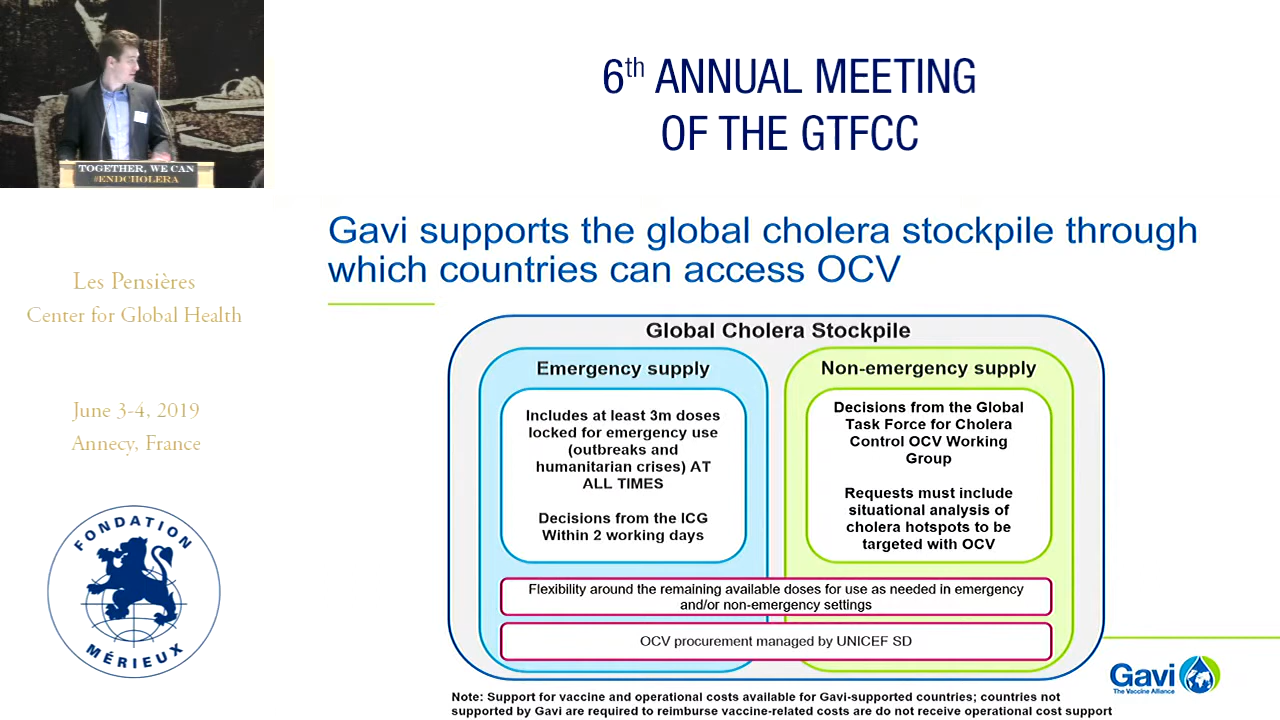 TOGETHER, WE CAN
#ENDCHOLERA
6th ANNUAL MEETING
OF THE GTFCC
Les Pensières
Center for Global Health
June 3-4, 2019
Annecy, France
FONDATION
MÉRIEUX
Gavi supports the global cholera stockpile through
which countries can access OCV
Global Cholera Stockpile
Emergency supply
Includes at least 3m doses
locked for emergency use
(outbreaks and
humanitarian crises) AT
ALL TIMES
Decisions from the ICG
Within 2 working days
Non-emergency supply
Decisions from the Global
Task Force for Cholera
Control OCV Working
Group
Requests must include
situational analysis of
cholera hotspots to be
targeted with OCV
Flexibility around the remaining available doses for use as needed in emergency
and/or non-emergency settings
OCV procurement managed by UNICEF SD
Note: Support for vaccine and operational costs available for Gavi-supported countries; countries not
supported by Gavi are required to reimburse vaccine-related costs are do not receive operational cost support
Gavi
The Vaccine Alliance